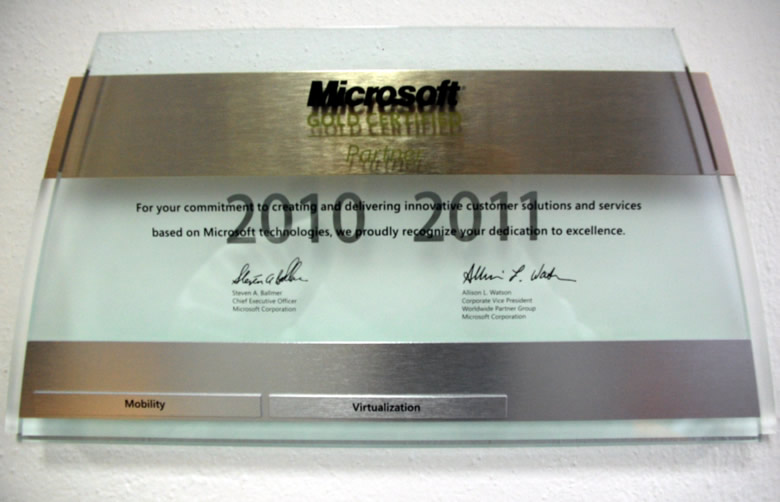 Microsoft
GOLD CERTIFIED
Partner
2010 2011
For your commitment to creating and delivering innovative customer solutions and services
based on Microsoft technologies, we proudly recognize your dedication to excellence.
Steven A. Ballmer
Chief Executive Officer
Microsoft Corporation
Allison L. Watson
Corporate Vice President
Worldwide Partner Group
Microsoft Corporation
Mobility
Virtualization